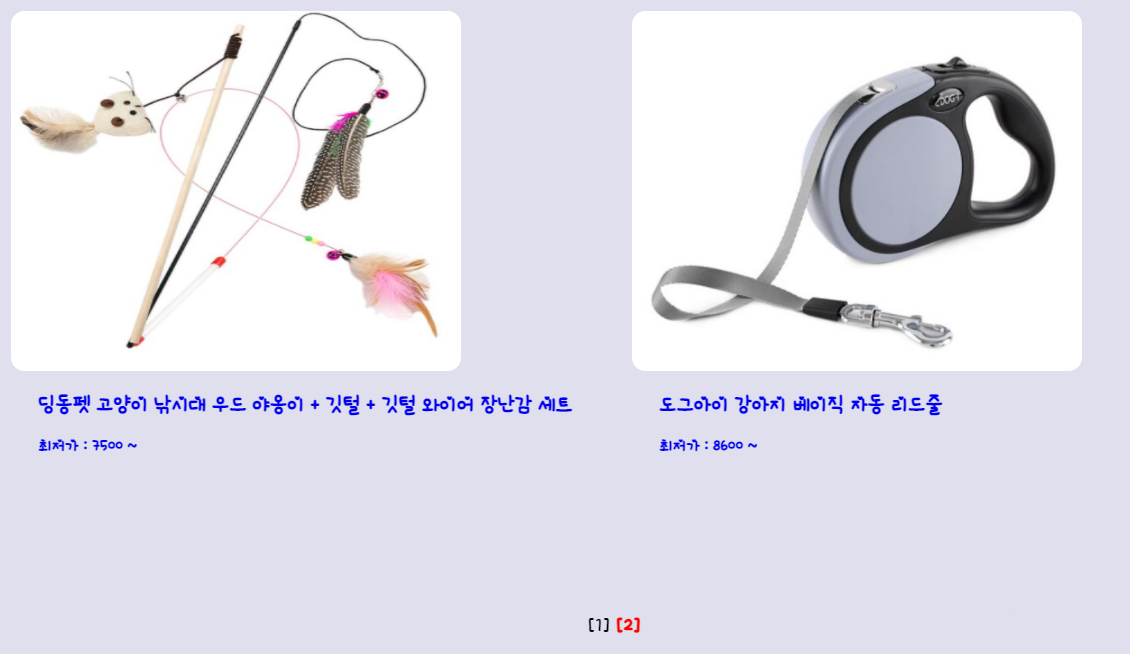 딩동펫 고양이 낚시대 우드 야옹이 + 깃털 + 깃털 와이어 장난감 세트
최저가 : 7500 ~
도그아이 강아지 베이직 자동 리드줄
최저가 : 8600 ~
[1] [2]